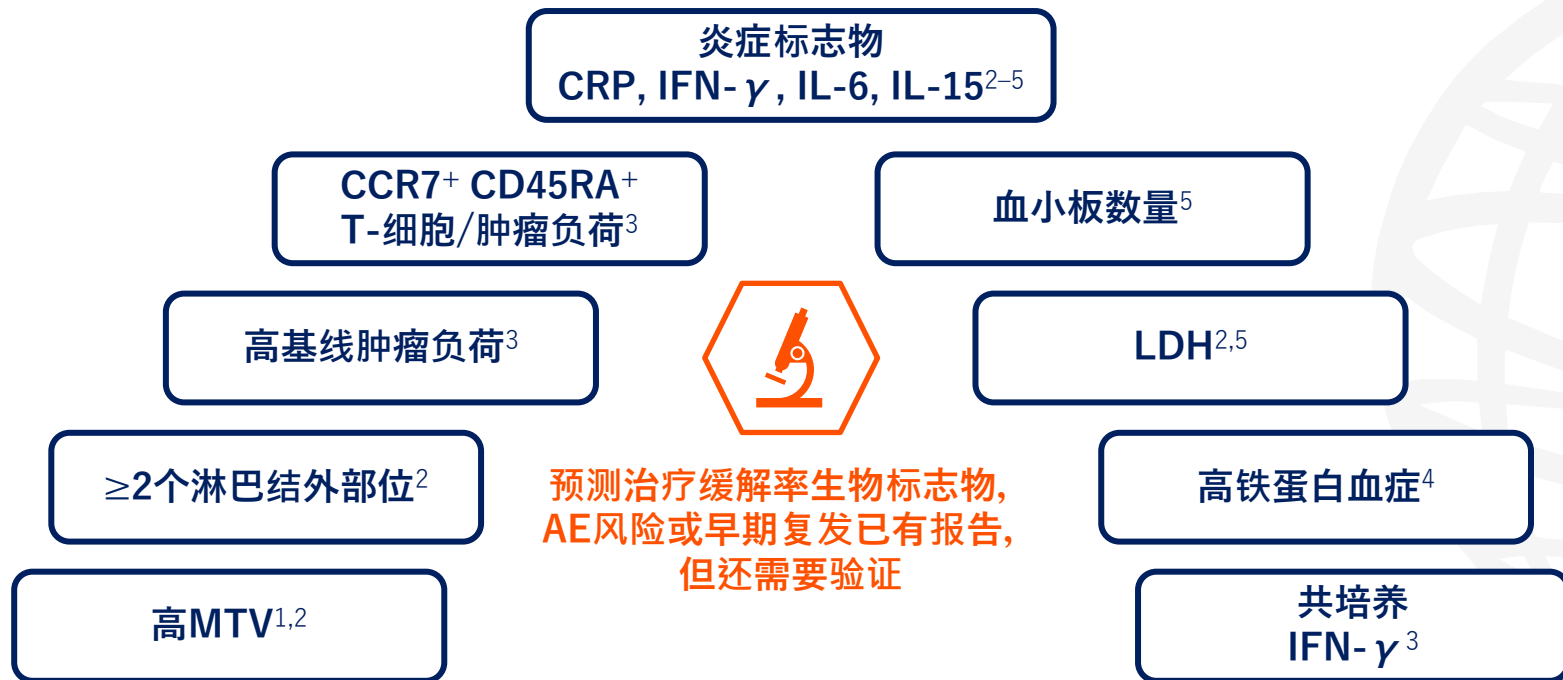 炎症标志物
CRP, IFN-γ, IL-6, IL-15²⁻⁵
CCR7⁺ CD45RA⁺
T-细胞/肿瘤负荷³
血小板数量⁵
高基线肿瘤负荷³
LDH²,⁵
≥2个淋巴结外部位²
预测治疗缓解率生物标志物,
AE风险或早期复发已有报告,
但还需要验证
高铁蛋白血症⁴
高MTV¹,²
共培养
IFN-γ³